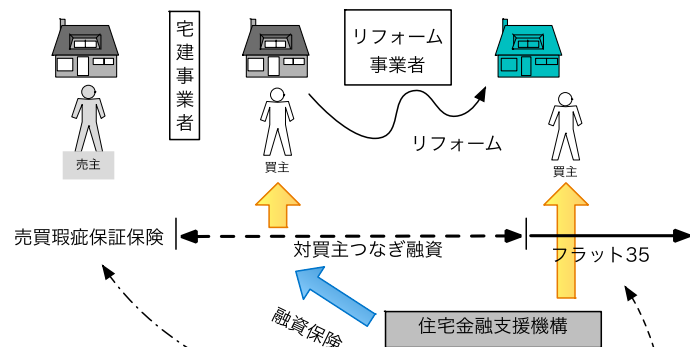 宅建事業者
リフォーム
事業者
リフォーム
売主
買主
買主
売買瑕疵保証保険
対買主つなぎ融資
フラット35
融資保険
住宅金融支援機構